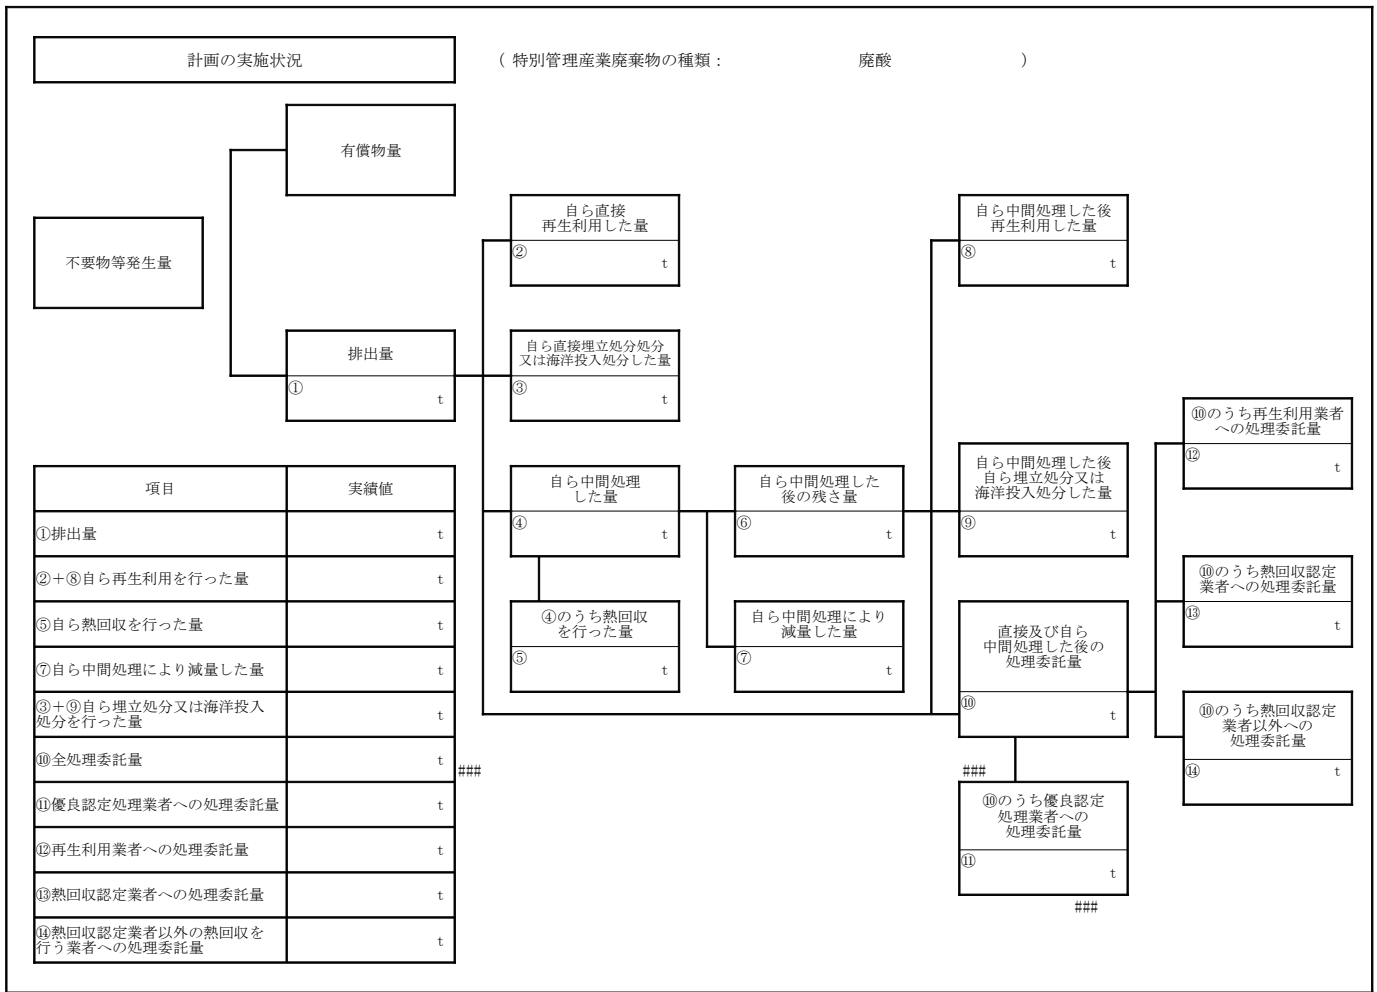 計画の実施状況
（ 特別管理産業廃棄物の種類： 廃酸 ）
有償物量
不要物等発生量
排出量
① t
自ら直接
再生利用した量
② t
自ら直接埋立処分処分
又は海洋投入処分した量
③ t
自ら中間処理した後
再生利用した量
⑧ t
自ら中間処理
した量
④ t
自ら中間処理した
後の残さ量
⑥ t
自ら中間処理した後
自ら埋立処分又は
海洋投入処分した量
⑨ t
④のうち熱回収
を行った量
⑤ t
自ら中間処理により
減量した量
⑦ t
直接及び自ら
中間処理した後の
処理委託量
⑩ t
⑩のうち再生利用業者
への処理委託量
⑫ t
⑩のうち熱回収認定
業者への処理委託量
⑬ t
⑩のうち熱回収認定
業者以外への
処理委託量
⑭ t
###
⑩のうち優良認定
処理業者への
処理委託量
⑪ t
###
項目 実績値
①排出量 t
②＋⑧自ら再生利用を行った量 t
⑤自ら熱回収を行った量 t
⑦自ら中間処理により減量した量 t
③＋⑨自ら埋立処分又は海洋投入
処分を行った量 t
⑩全処理委託量 t
###
⑪優良認定処理業者への処理委託量 t
⑫再生利用業者への処理委託量 t
⑬熱回収認定業者への処理委託量 t
⑭熱回収認定業者以外の熱回収を
行う業者への処理委託量 t